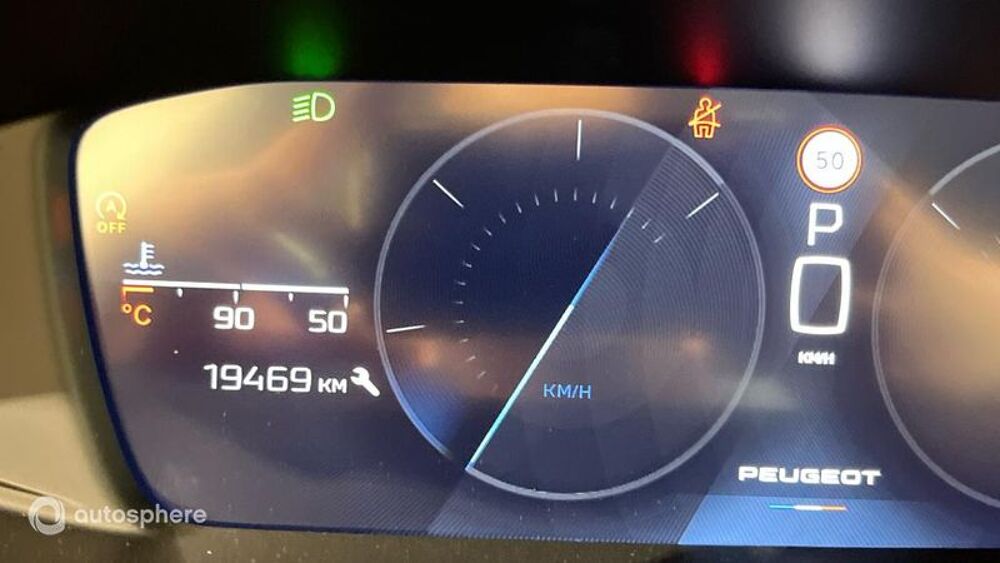 50
A
OFF
P
0
°C 90 50
KM/H
19469 KM
KM/H
PEUGEOT
autosphere